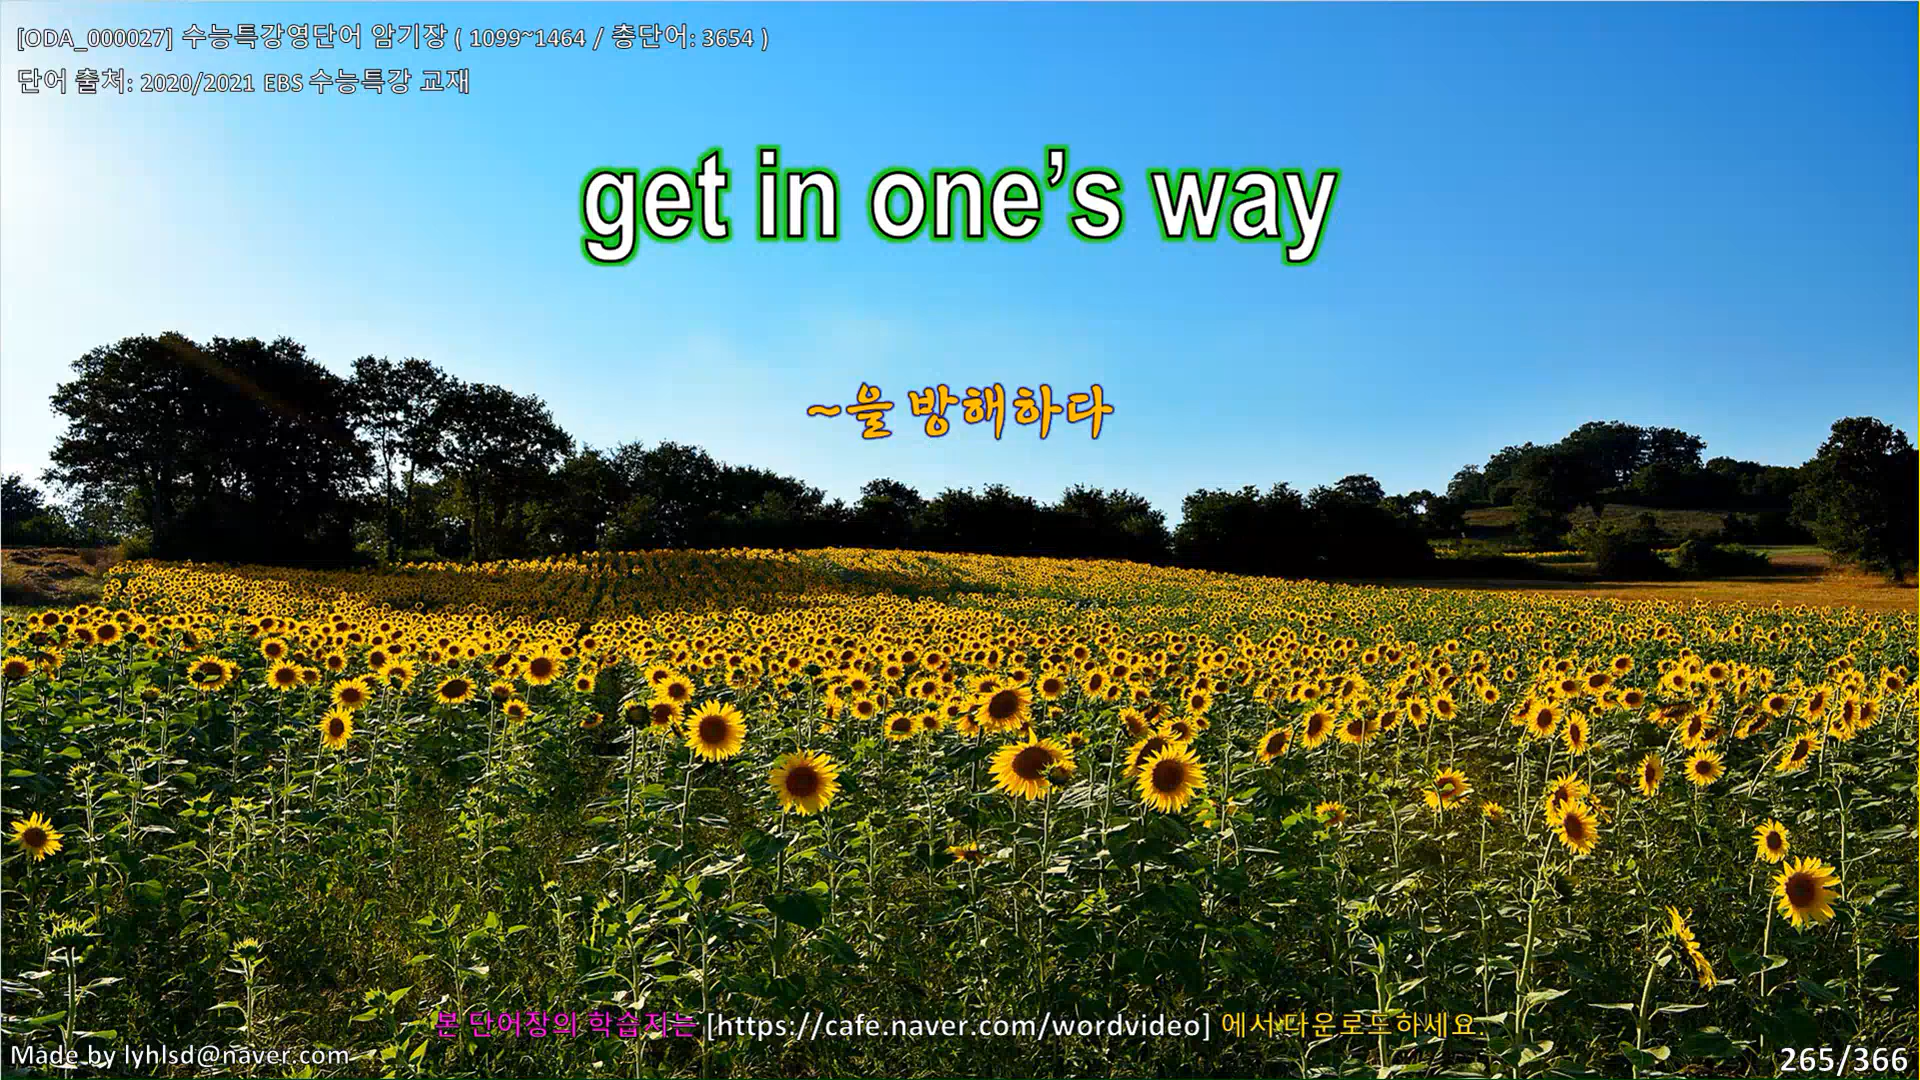 [ODA_000027] 수능특강영단어 암기장 ( 1099~1464 / 총단어: 3654 )
단어 출처: 2020/2021 EBS 수능특강 교재
get in one’s way
~을 방해하다
본 단어장의 학습지는 [https://cafe.naver.com/wordvideo] 에서 다운로드하세요.
Made by lyhlsd@naver.com
265/366